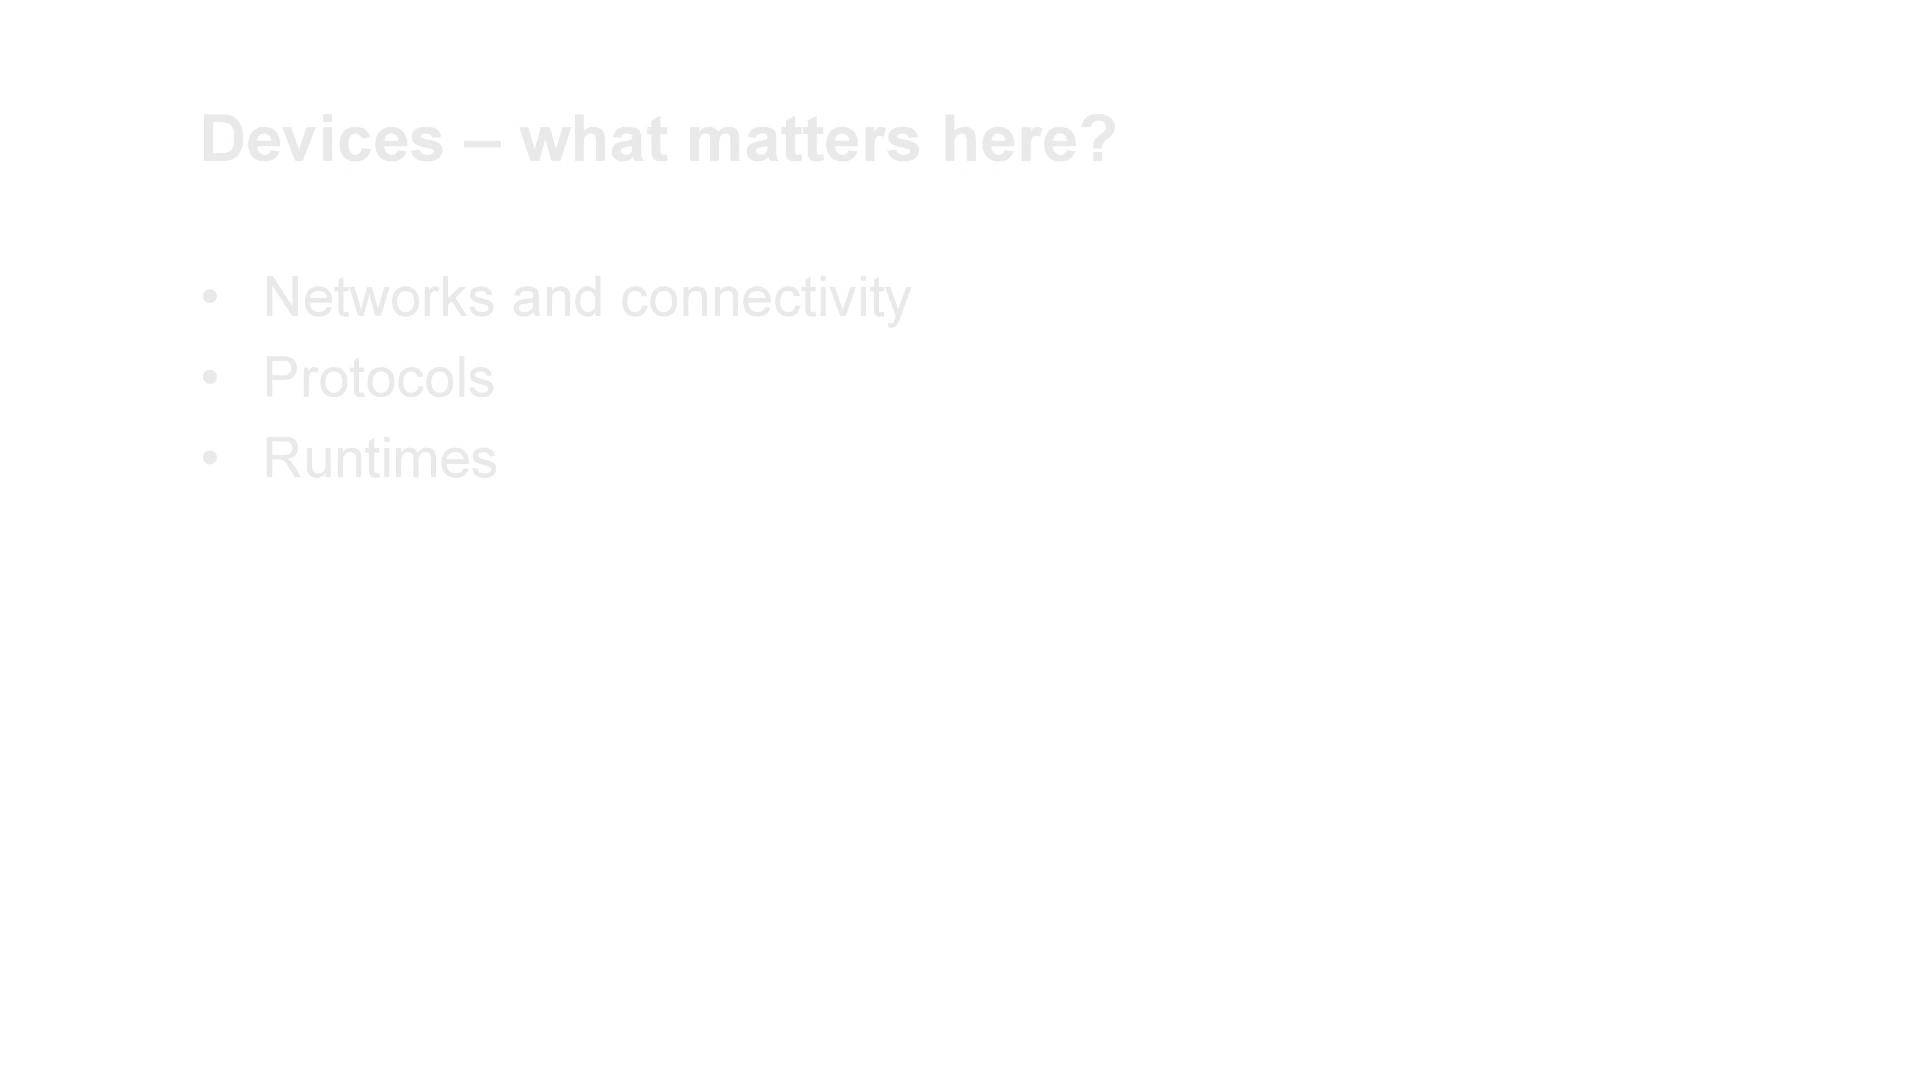 Devices – what matters here?
• Networks and connectivity
• Protocols
• Runtimes